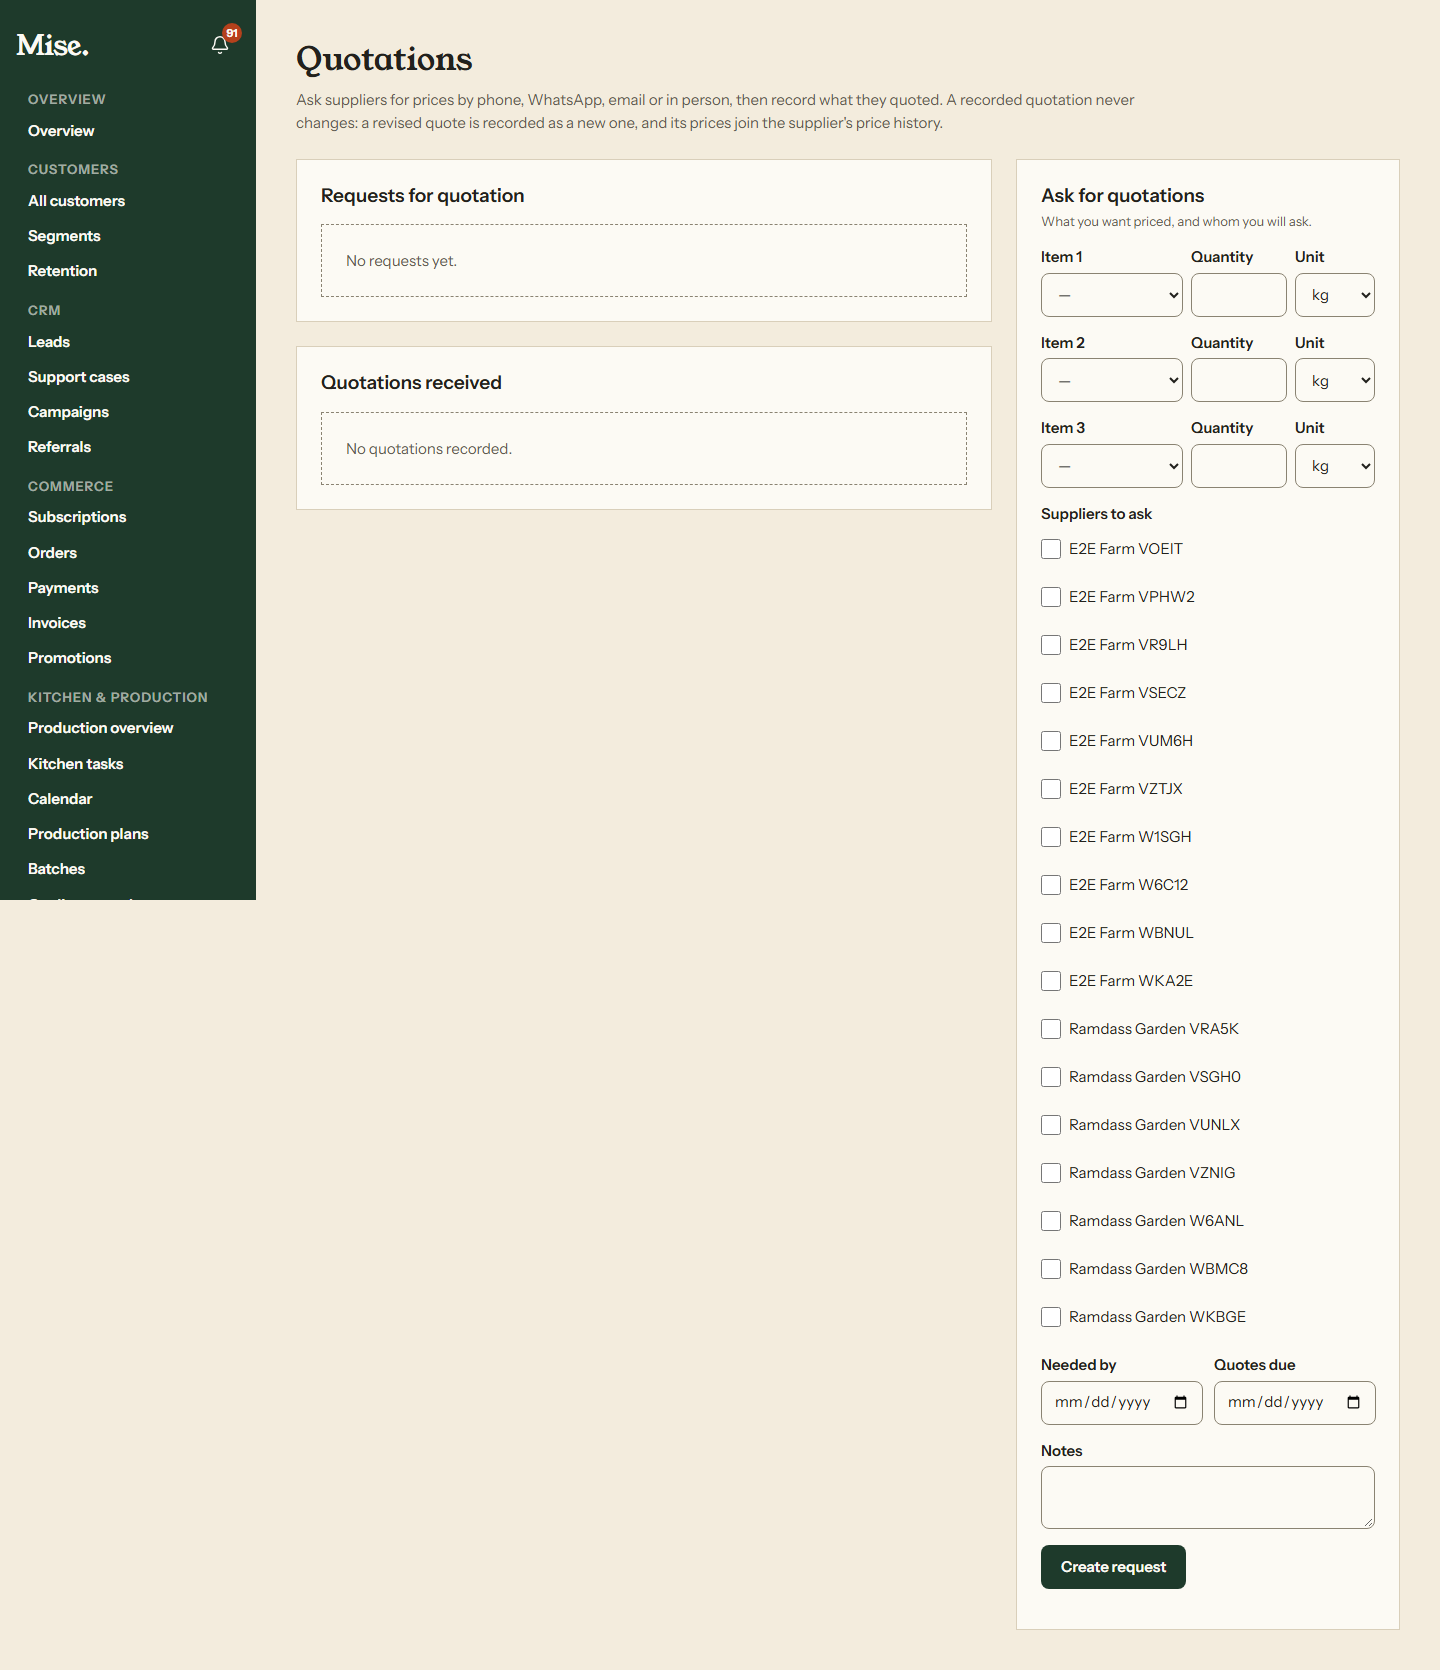 Mise.
91
OVERVIEW
Overview
CUSTOMERS
All customers
Segments
Retention
CRM
Leads
Support cases
Campaigns
Referrals
COMMERCE
Subscriptions
Orders
Payments
Invoices
Promotions
KITCHEN & PRODUCTION
Production overview
Kitchen tasks
Calendar
Production plans
Batches
Quotations
Ask suppliers for prices by phone, WhatsApp, email or in person, then record what they quoted. A recorded quotation never
changes: a revised quote is recorded as a new one, and its prices join the supplier's price history.
Requests for quotation
No requests yet.
Quotations received
No quotations recorded.
Ask for quotations
What you want priced, and whom you will ask.
Item 1 Quantity Unit
— kg
Item 2 Quantity Unit
— kg
Item 3 Quantity Unit
— kg
Suppliers to ask
E2E Farm VOEIT
E2E Farm VPHW2
E2E Farm VR9LH
E2E Farm VSECZ
E2E Farm VUM6H
E2E Farm VZTJX
E2E Farm W1SGH
E2E Farm W6C12
E2E Farm WBNUL
E2E Farm WKA2E
Ramdass Garden VRA5K
Ramdass Garden VSGH0
Ramdass Garden VUNLX
Ramdass Garden VZNIG
Ramdass Garden W6ANL
Ramdass Garden WBMC8
Ramdass Garden WKBGE
Needed by Quotes due
mm/dd/yyyy mm/dd/yyyy
Notes
Create request